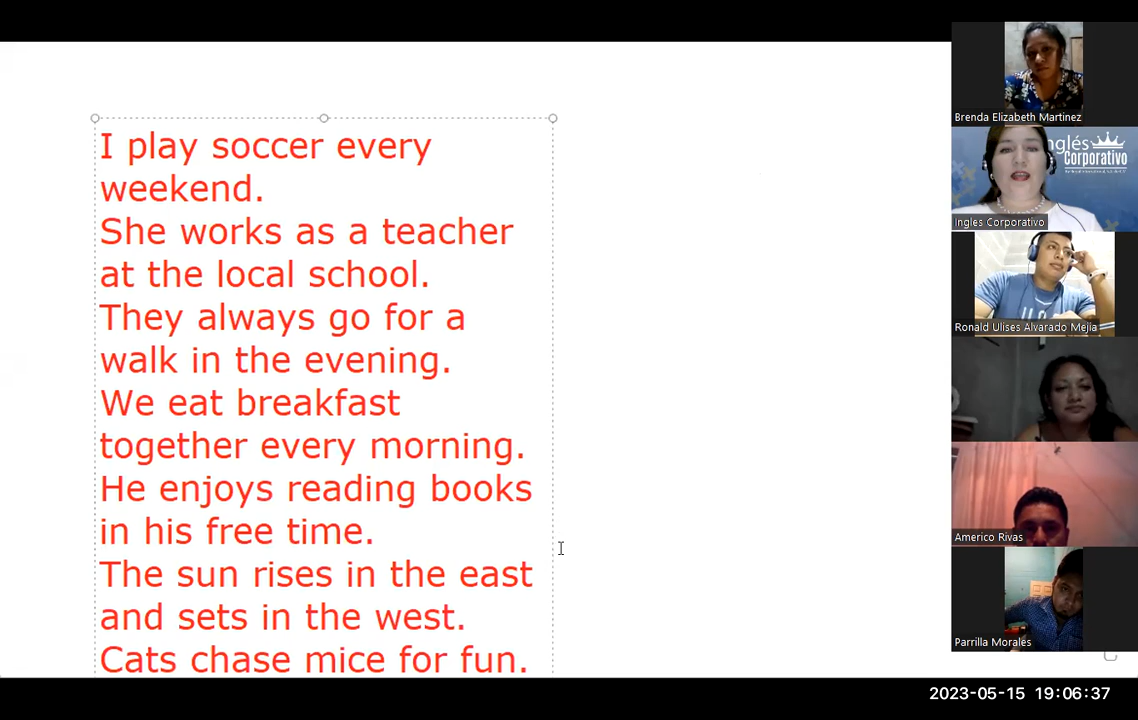 I play soccer every
weekend.
She works as a teacher
at the local school.
They always go for a
walk in the evening.
We eat breakfast
together every morning.
He enjoys reading books
in his free time.
The sun rises in the east
and sets in the west.
Cats chase mice for fun.
Brenda Elizabeth Martinez
Inglés
Corporativo
Ingles Corporativo
Ronald Ulises Alvarado Mejia
Americo Rivas
Parrilla Morales
2023-05-15 19:06:37